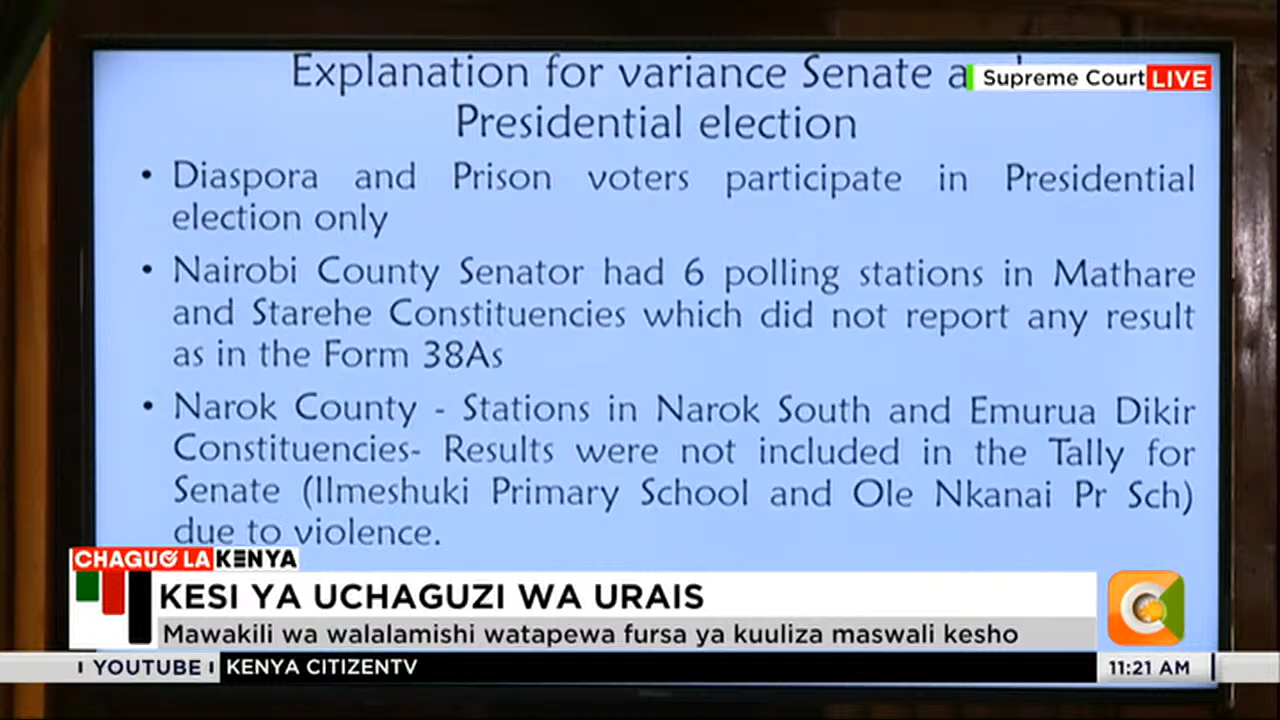 Explanation for variance Senate a
Supreme Court LIVE
Presidential election
• Diaspora and Prison voters participate in Presidential
election only
• Nairobi County Senator had 6 polling stations in Mathare
and Starehe Constituencies which did not report any result
as in the Form 38As
• Narok County - Stations in Narok South and Emurua Dikir
Constituencies- Results were not included in the Tally for
Senate (Ilmeshuki Primary School and Ole Nkanai Pr Sch)
due to violence.
CHAGUO LA KENYA
KESI YA UCHAGUZI WA URAIS
Mawakili wa walalamishi watapewa fursa ya kuuliza maswali kesho
YOUTUBE KENYA CITIZENTV
11:21 AM